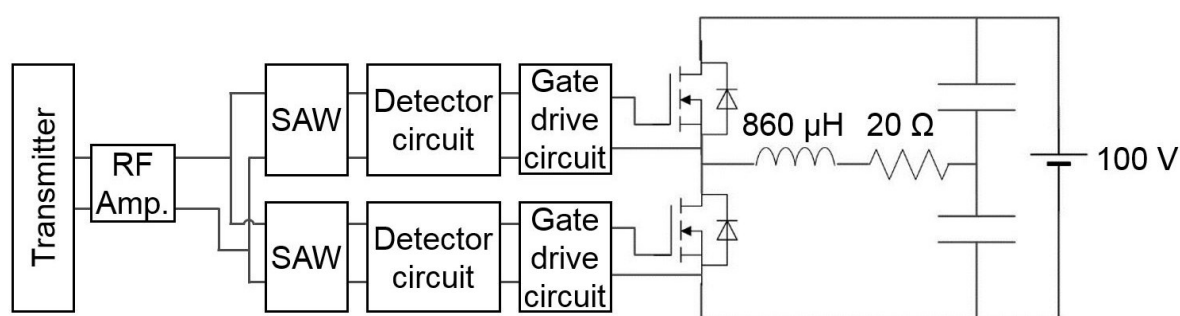 Transmitter
RF
Amp.
SAW
Detector
circuit
Gate
drive
circuit
860 μH
20 Ω
100 V
SAW
Detector
circuit
Gate
drive
circuit